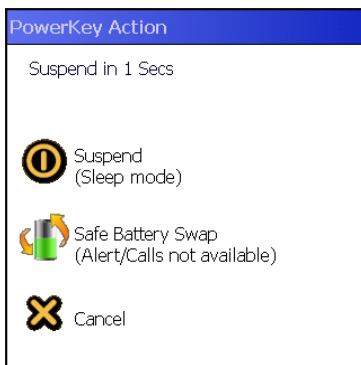 PowerKey Action
Suspend in 1 Secs
Suspend
(Sleep mode)
Safe Battery Swap
(Alert/Calls not available)
Cancel